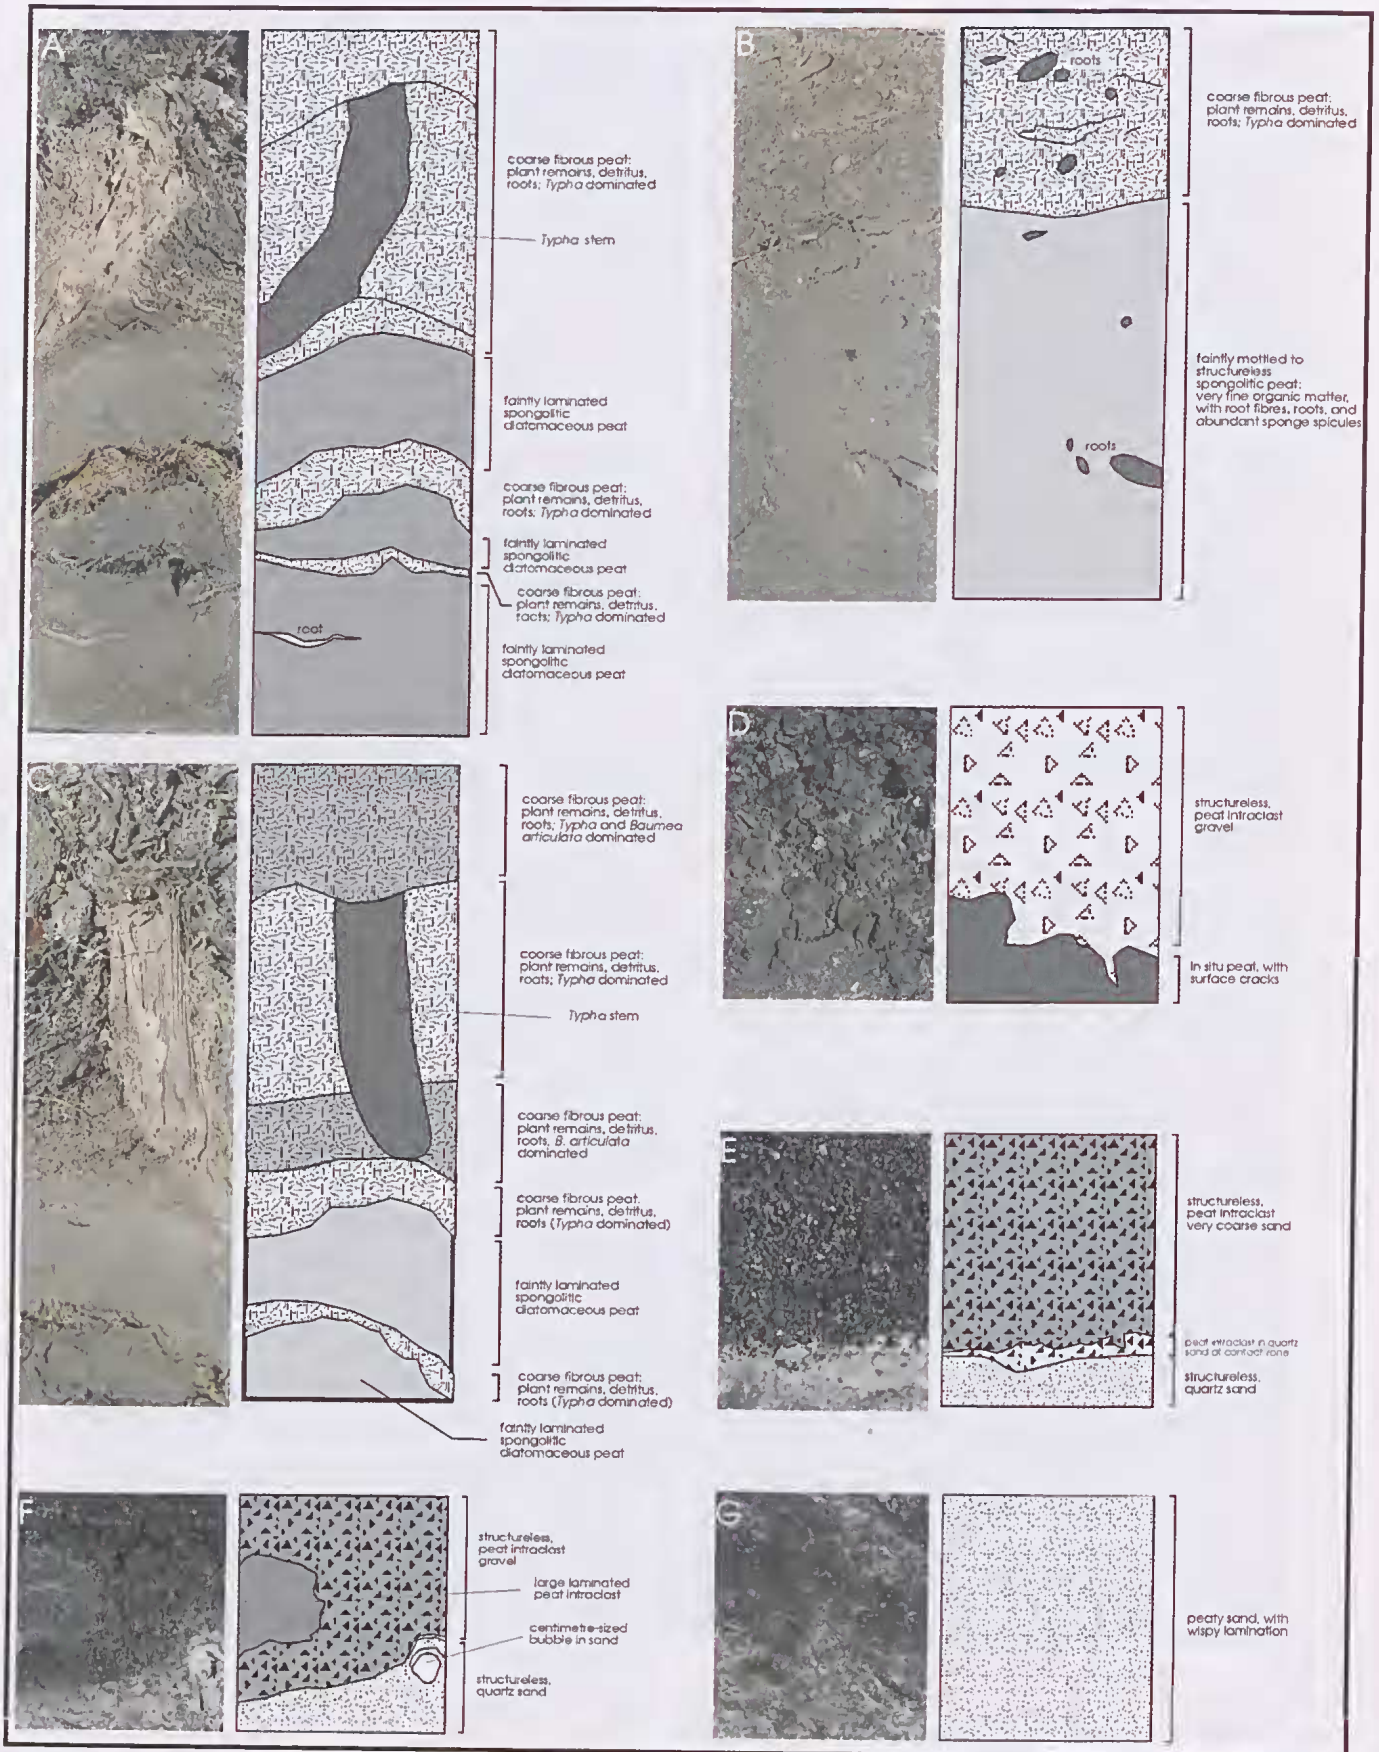 A
coarse fibrous peat:
plant remains, detritus,
roots; Typha dominated
Typha stem
faintly laminated
spongolitic
diatomaceous peat
coarse fibrous peat:
plant remains, detritus,
roots; Typha dominated
faintly laminated
spongolitic
diatomaceous peat
coarse fibrous peat:
plant remains, detritus,
roots; Typha dominated
root
faintly laminated
spongolitic
diatomaceous peat
B
roots
coarse fibrous peat:
plant remains, detritus,
roots; Typha dominated
faintly mottled to
structureless
spongolitic peat:
very fine organic matter,
with root fibres, roots, and
abundant sponge spicules
roots
C
coarse fibrous peat:
plant remains, detritus,
roots; Typha and Baumea
articulata dominated
coarse fibrous peat:
plant remains, detritus,
roots; Typha dominated
Typha stem
coarse fibrous peat:
plant remains, detritus,
roots, B. articulata
dominated
coarse fibrous peat.
plant remains, detritus,
roots (Typha dominated)
faintly laminated
spongolitic
diatomaceous peat
coarse fibrous peat:
plant remains, detritus,
roots (Typha dominated)
faintly laminated
spongolitic
diatomaceous peat
D
structureless,
peat intraclast
gravel
in situ peat, with
surface cracks
E
structureless,
peat intraclast
very coarse sand
peat intraclast in quartz
sand at contact zone
structureless,
quartz sand
F
structureless,
peat intraclast
gravel
large laminated
peat intraclast
centimetre-sized
bubble in sand
structureless,
quartz sand
G
peaty sand, with
wispy lamination